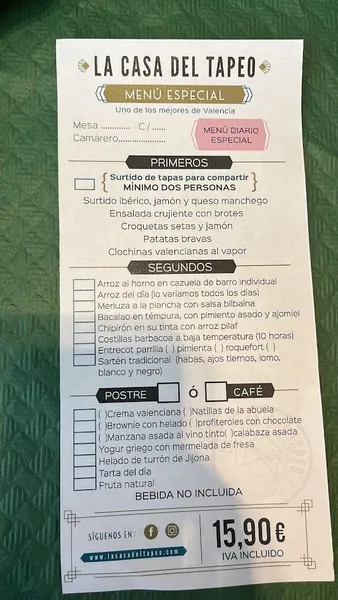 LA CASA DEL TAPEO
MENÚ ESPECIAL
Uno de los mejores de Valencia
Mesa ............. C/ ......
Camarero...................
MENÚ DIARIO
ESPECIAL
PRIMEROS
Surtido de tapas para compartir
MÍNIMO DOS PERSONAS
Surtido ibérico, jamón y queso manchego
Ensalada crujiente con brotes
Croquetas setas y jamón
Patatas bravas
Clochinas valencianas al vapor
SEGUNDOS
Arroz al horno en cazuela de barro individual
Arroz del día (lo variamos todos los días)
Merluza a la plancha con salsa bilbaína
Bacalao en témpura, con pimiento asado y ajomiel
Chipirón en su tinta con arroz pilaf
Costillas barbacoa a baja temperatura (10 horas)
Entrecot parrilla ( ) pimienta ( ) roquefort ( )
Sartén tradicional (habas, ajos tiernos, lomo,
blanco y negro)
POSTRE ó CAFÉ
( )Crema valenciana ( )Natillas de la abuela
( )Brownie con helado ( )profiteroles con chocolate
( )Manzana asada al vino tinto( )calabaza asada
Yogur griego con mermelada de fresa
Helado de turrón de Jijona
Tarta del día
Fruta natural
BEBIDA NO INCLUIDA
SÍGUENOS EN:
www.lacasadeltapeo.com
15,90€
IVA INCLUIDO